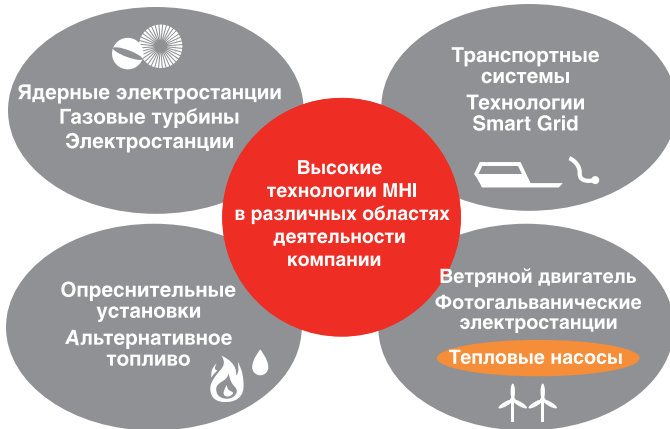 Ядерные электростанции
Газовые турбины
Электростанции
Транспортные
системы
Технологии
Smart Grid
Высокие
технологии MHI
в различных областях
деятельности
компании
Опреснительные
установки
Альтернативное
топливо
Ветряной двигатель
Фотогальванические
электростанции
Тепловые насосы